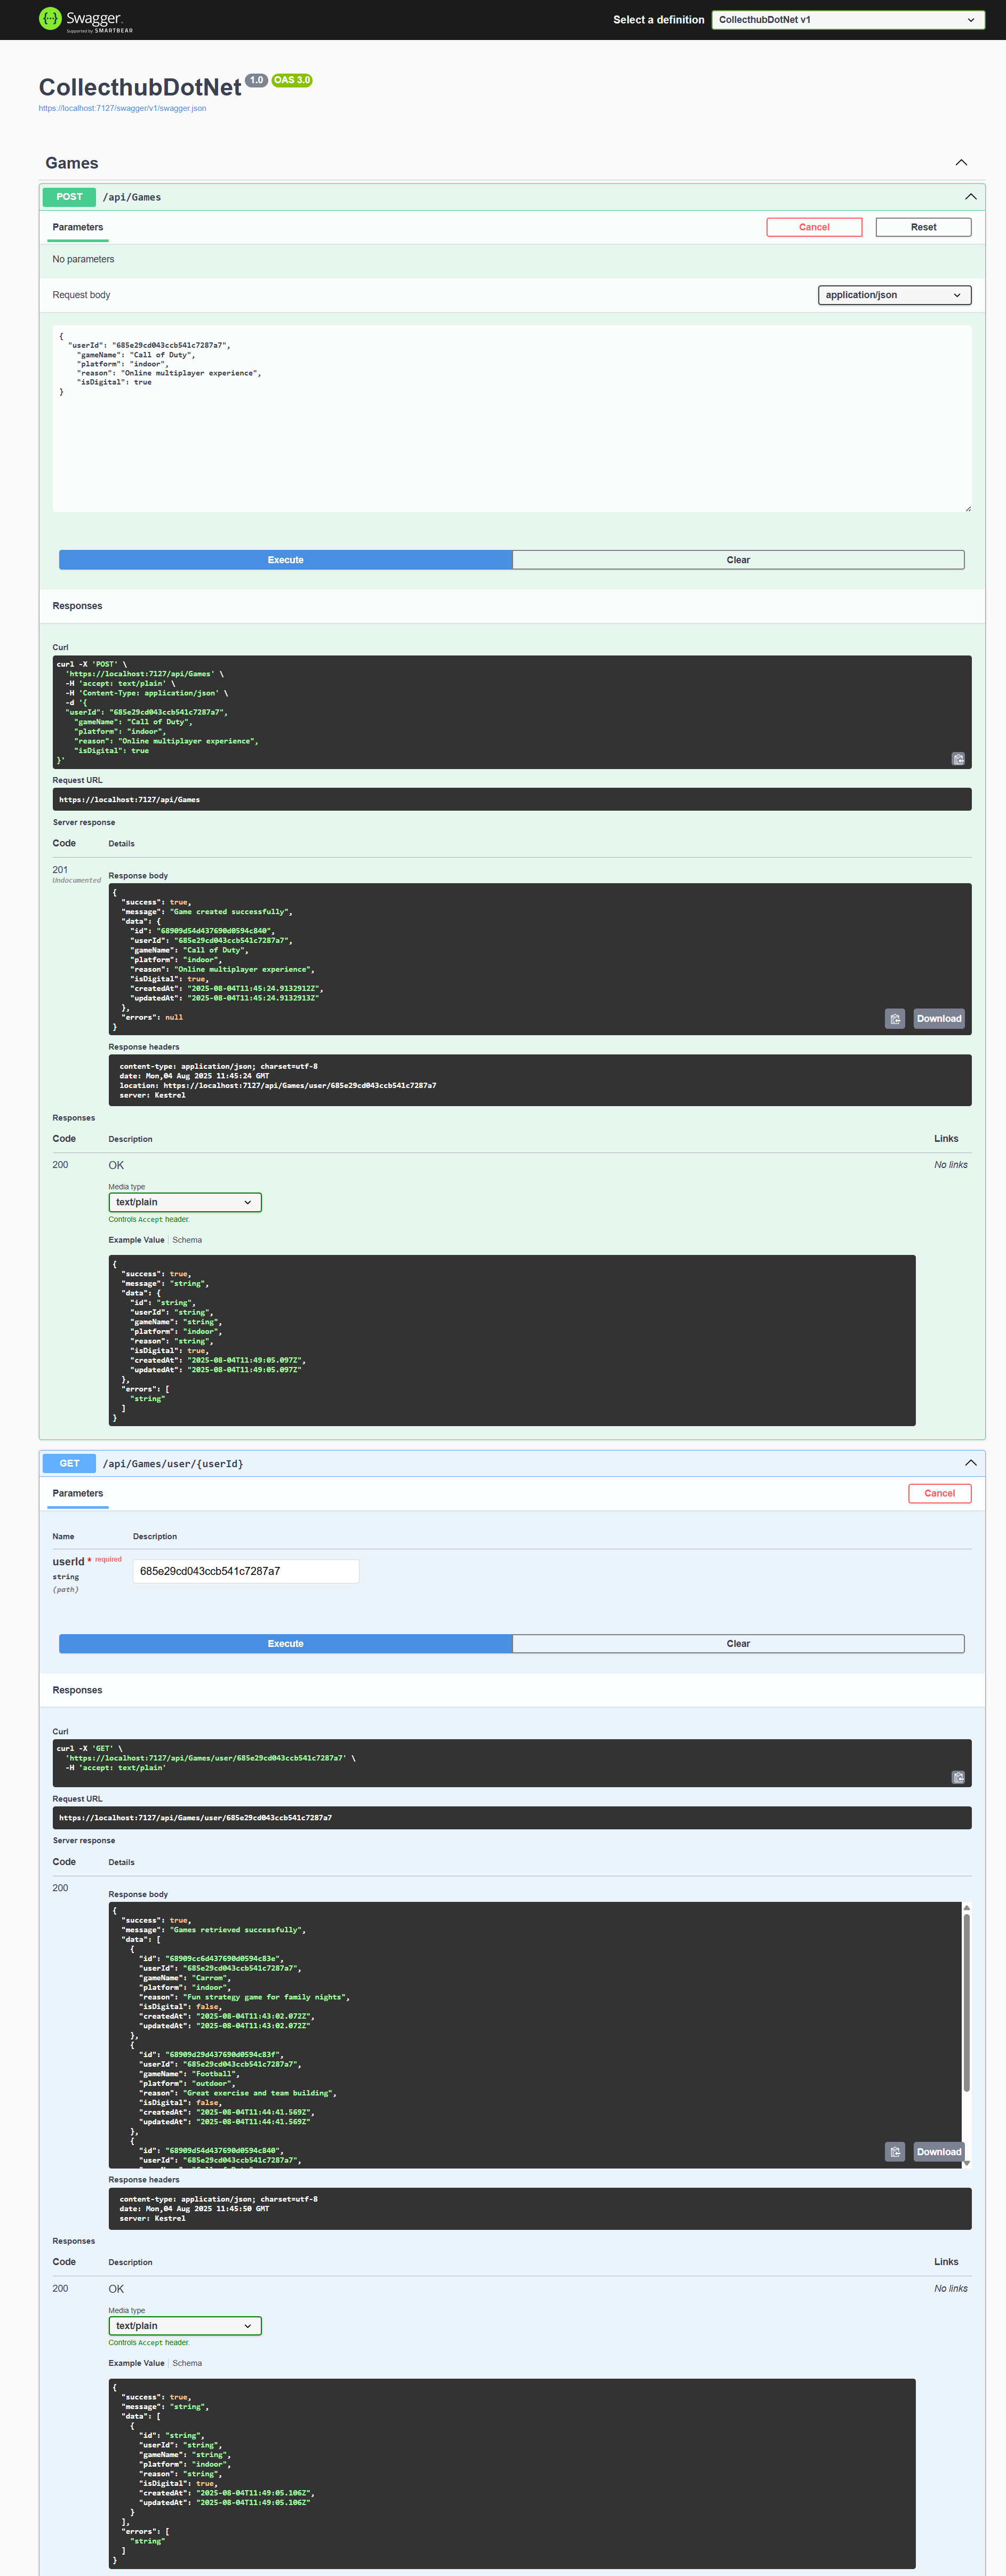 Swagger.
Supported by SMARTBEAR
Select a definition
CollecthubDotNet v1
CollecthubDotNet 1.0 OAS 3.0
https://localhost:7127/swagger/v1/swagger.json
Games
POST /api/Games
Parameters
Cancel
Reset
No parameters
Request body
application/json
{
  "userId": "685e29cd043ccb541c7287a7",
    "gameName": "Call of Duty",
    "platform": "indoor",
    "reason": "Online multiplayer experience",
    "isDigital": true
}
Execute
Clear
Responses
Curl
curl -X 'POST' \
  'https://localhost:7127/api/Games' \
  -H 'accept: text/plain' \
  -H 'Content-Type: application/json' \
  -d '{
  "userId": "685e29cd043ccb541c7287a7",
    "gameName": "Call of Duty",
    "platform": "indoor",
    "reason": "Online multiplayer experience",
    "isDigital": true
}'
Request URL
https://localhost:7127/api/Games
Server response
Code Details
201
Undocumented
Response body
{
  "success": true,
  "message": "Game created successfully",
  "data": {
    "id": "68909d54d437690d0594c840",
    "userId": "685e29cd043ccb541c7287a7",
    "gameName": "Call of Duty",
    "platform": "indoor",
    "reason": "Online multiplayer experience",
    "isDigital": true,
    "createdAt": "2025-08-04T11:45:24.9132912Z",
    "updatedAt": "2025-08-04T11:45:24.9132913Z"
  },
  "errors": null
}
Download
Response headers
content-type: application/json; charset=utf-8
date: Mon,04 Aug 2025 11:45:24 GMT
location: https://localhost:7127/api/Games/user/685e29cd043ccb541c7287a7
server: Kestrel
Responses
Code Description Links
200 OK No links
Media type
text/plain
Controls Accept header.
Example Value Schema
{
  "success": true,
  "message": "string",
  "data": {
    "id": "string",
    "userId": "string",
    "gameName": "string",
    "platform": "indoor",
    "reason": "string",
    "isDigital": true,
    "createdAt": "2025-08-04T11:49:05.097Z",
    "updatedAt": "2025-08-04T11:49:05.097Z"
  },
  "errors": [
    "string"
  ]
}
GET /api/Games/user/{userId}
Parameters
Cancel
Name Description
userId * required
string
(path)
685e29cd043ccb541c7287a7
Execute
Clear
Responses
Curl
curl -X 'GET' \
  'https://localhost:7127/api/Games/user/685e29cd043ccb541c7287a7' \
  -H 'accept: text/plain'
Request URL
https://localhost:7127/api/Games/user/685e29cd043ccb541c7287a7
Server response
Code Details
200
Response body
{
  "success": true,
  "message": "Games retrieved successfully",
  "data": [
    {
      "id": "68909cc6d437690d0594c83e",
      "userId": "685e29cd043ccb541c7287a7",
      "gameName": "Carrom",
      "platform": "indoor",
      "reason": "Fun strategy game for family nights",
      "isDigital": false,
      "createdAt": "2025-08-04T11:43:02.072Z",
      "updatedAt": "2025-08-04T11:43:02.072Z"
    },
    {
      "id": "68909d29d437690d0594c83f",
      "userId": "685e29cd043ccb541c7287a7",
      "gameName": "Football",
      "platform": "outdoor",
      "reason": "Great exercise and team building",
      "isDigital": false,
      "createdAt": "2025-08-04T11:44:41.569Z",
      "updatedAt": "2025-08-04T11:44:41.569Z"
    },
    {
      "id": "68909d54d437690d0594c840",
      "userId": "685e29cd043ccb541c7287a7",
Download
Response headers
content-type: application/json; charset=utf-8
date: Mon,04 Aug 2025 11:45:50 GMT
server: Kestrel
Responses
Code Description Links
200 OK No links
Media type
text/plain
Controls Accept header.
Example Value Schema
{
  "success": true,
  "message": "string",
  "data": [
    {
      "id": "string",
      "userId": "string",
      "gameName": "string",
      "platform": "indoor",
      "reason": "string",
      "isDigital": true,
      "createdAt": "2025-08-04T11:49:05.106Z",
      "updatedAt": "2025-08-04T11:49:05.106Z"
    }
  ],
  "errors": [
    "string"
  ]
}